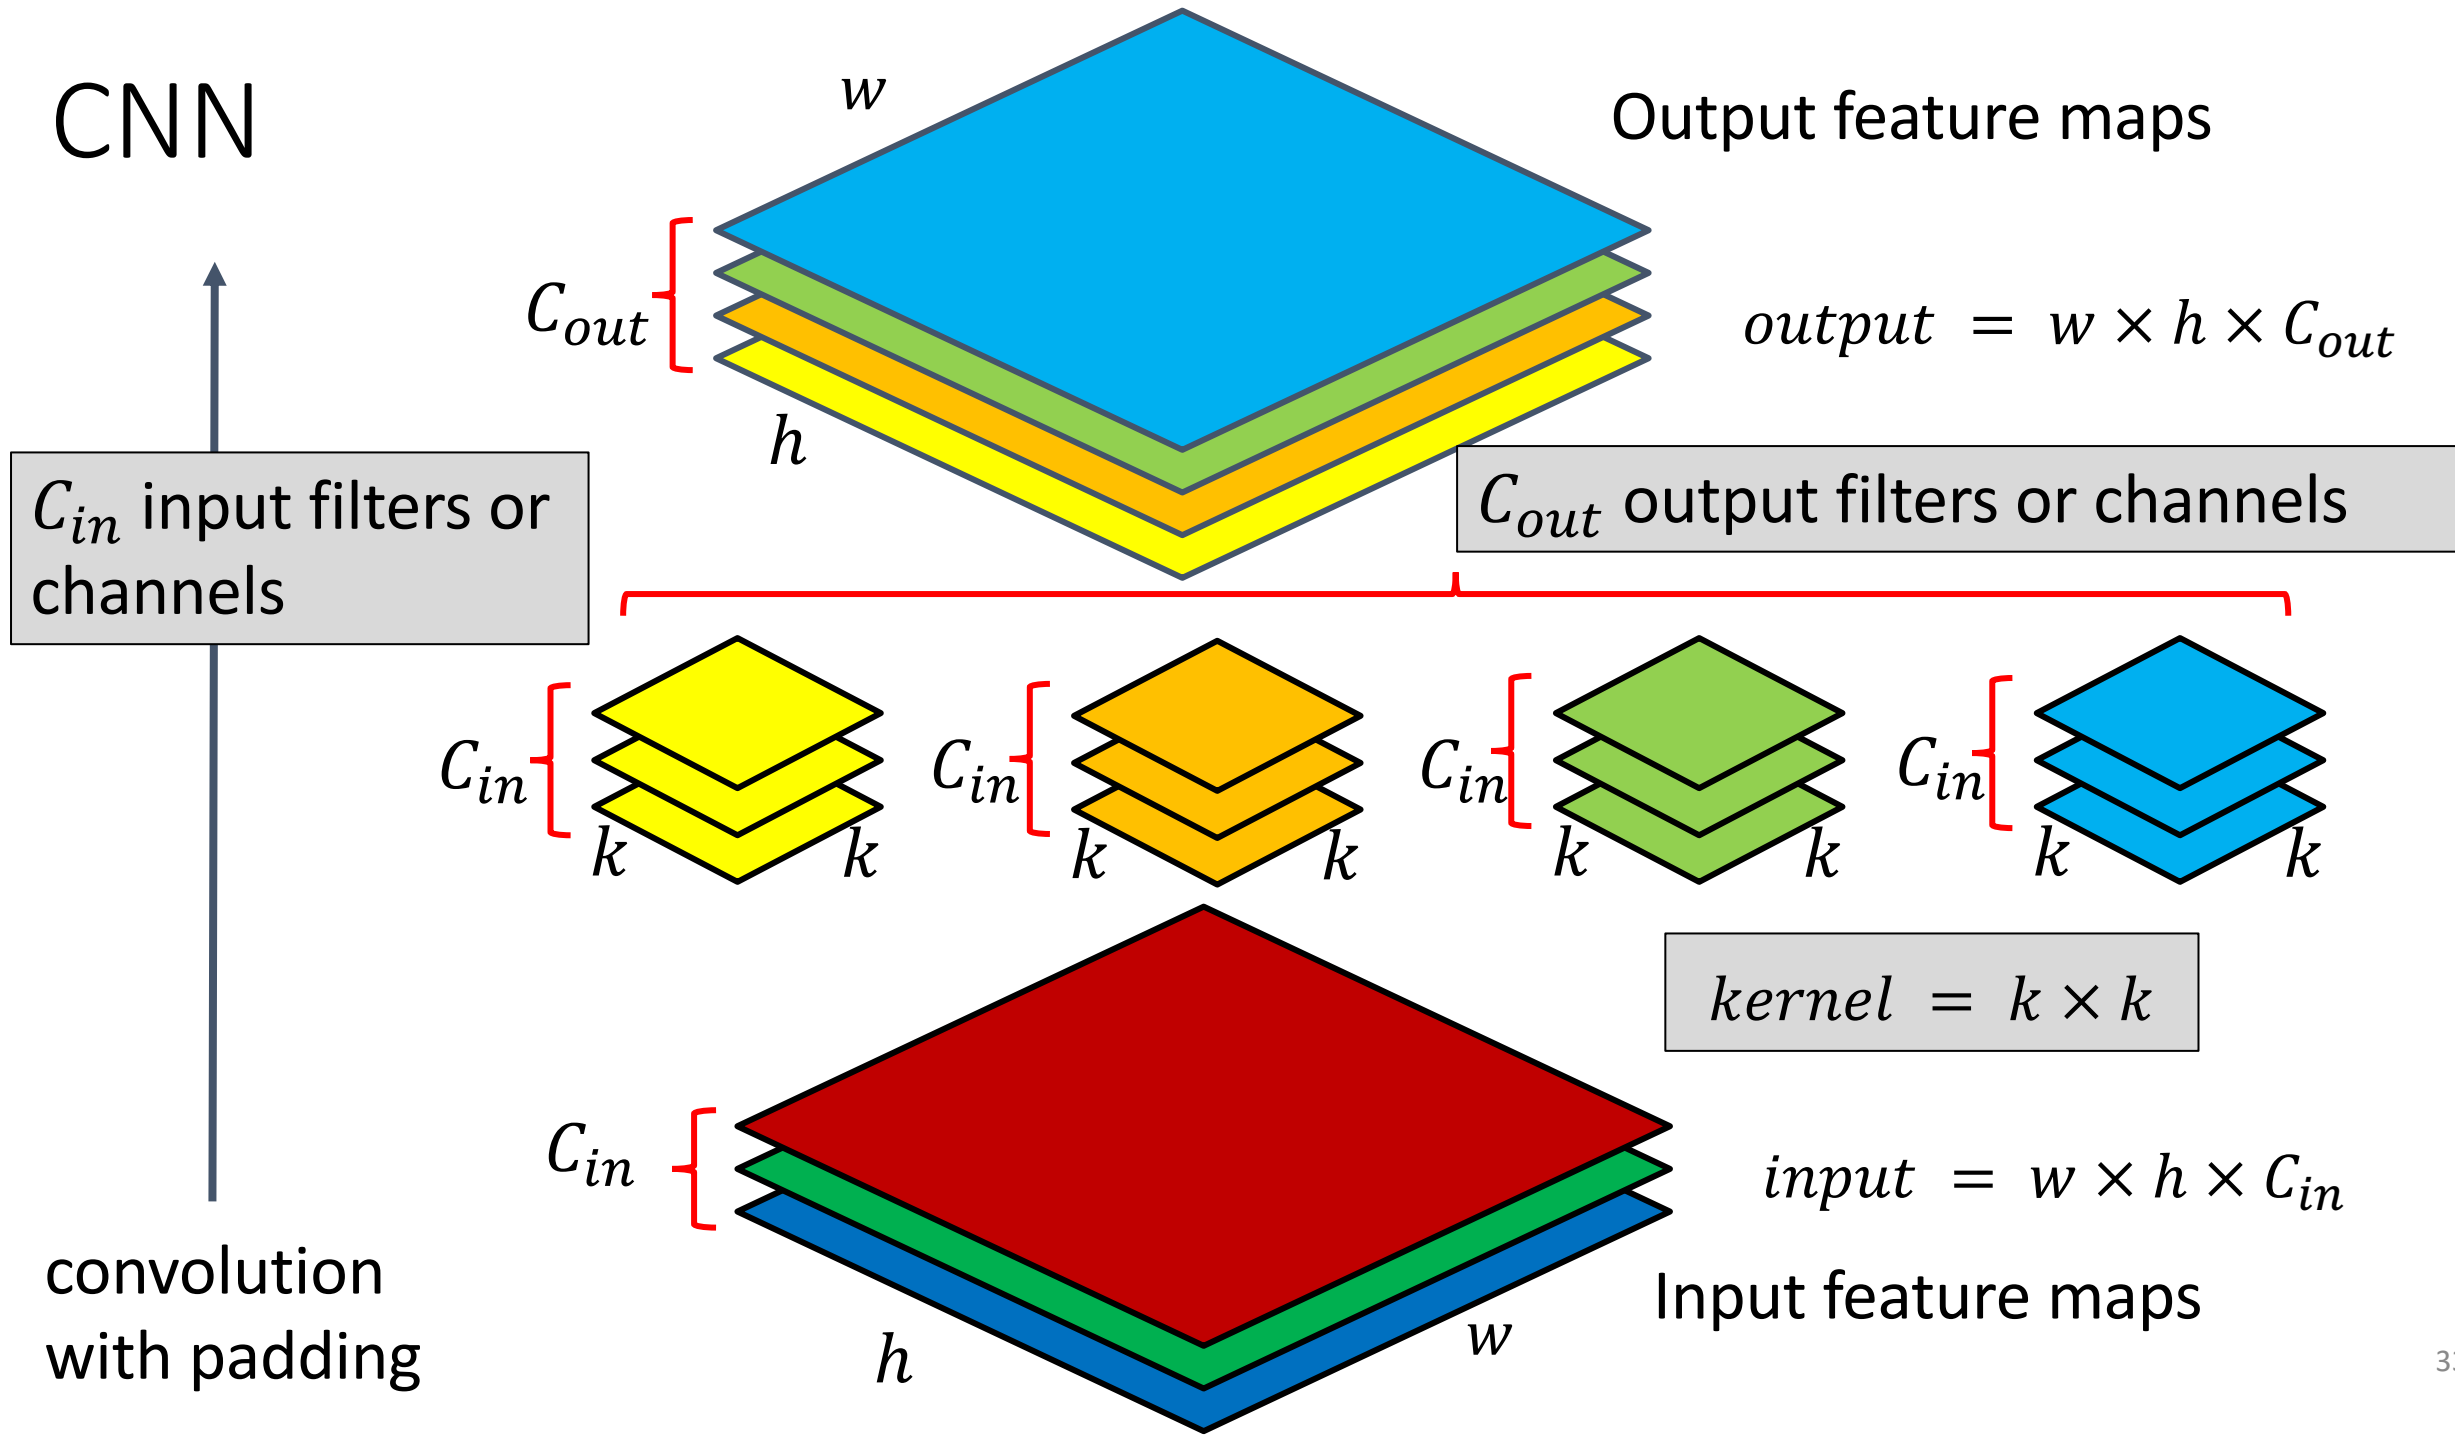 CNN
w
Output feature maps
C_out
output = w × h × C_out
h
C_in input filters or
channels
C_out output filters or channels
C_in
C_in
C_in
C_in
k
k
k
k
k
k
k
k
kernel = k × k
C_in
input = w × h × C_in
convolution
with padding
h
w
Input feature maps